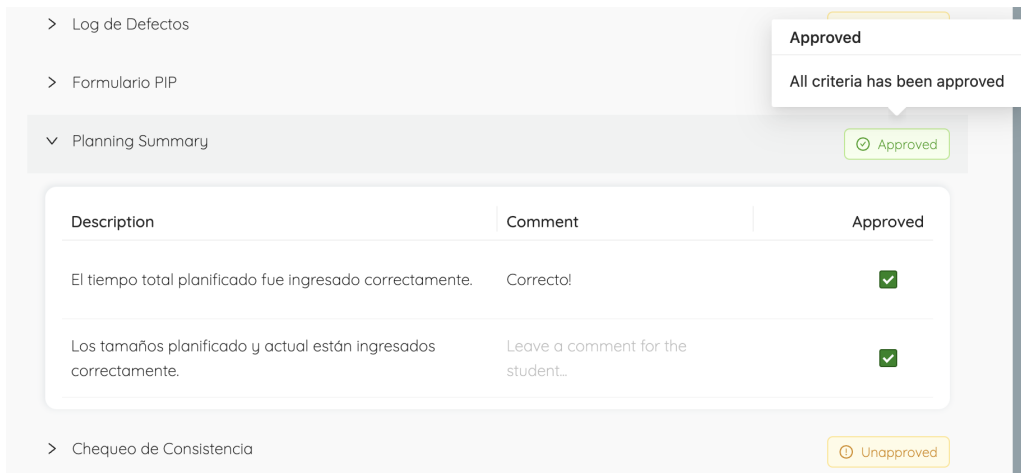 Log de Defectos
Approved
Formulario PIP
All criteria has been approved
Planning Summary
Approved
Description Comment Approved
El tiempo total planificado fue ingresado correctamente. Correcto!
Los tamaños planificado y actual están ingresados
correctamente.
Leave a comment for the
student...
Chequeo de Consistencia
Unapproved